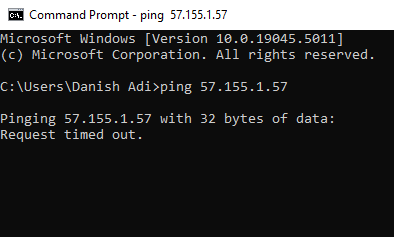 Command Prompt - ping  57.155.1.57
Microsoft Windows [Version 10.0.19045.5011]
(c) Microsoft Corporation. All rights reserved.
C:\Users\Danish Adi>ping 57.155.1.57
Pinging 57.155.1.57 with 32 bytes of data:
Request timed out.